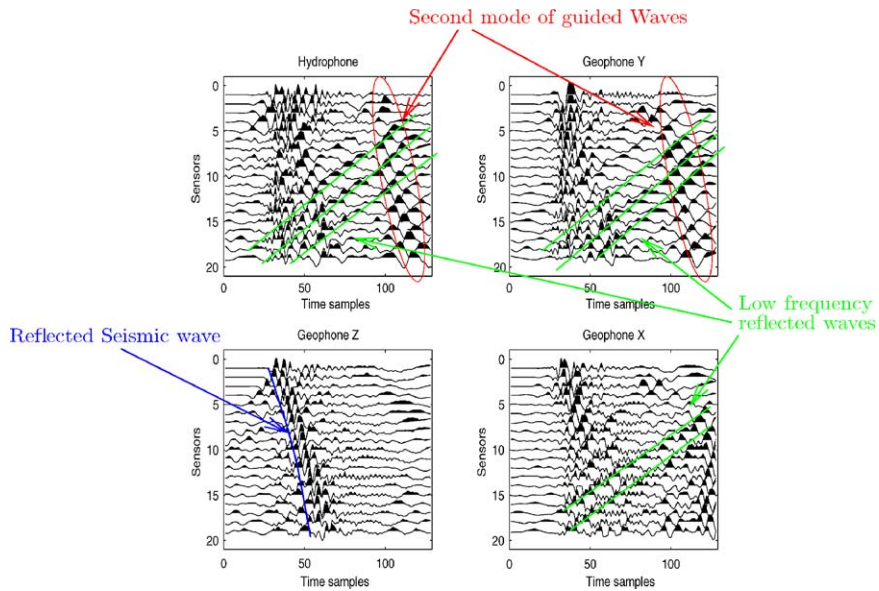 Second mode of guided Waves
Hydrophone
Geophone Y
0
5
10
15
20
Sensors
0 50 100
Time samples
0
5
10
15
20
Sensors
0 50 100
Time samples
Low frequency
reflected waves
Reflected Seismic wave
Geophone Z
Geophone X
0
5
10
15
20
Sensors
0 50 100
Time samples
0
5
10
15
20
Sensors
0 50 100
Time samples